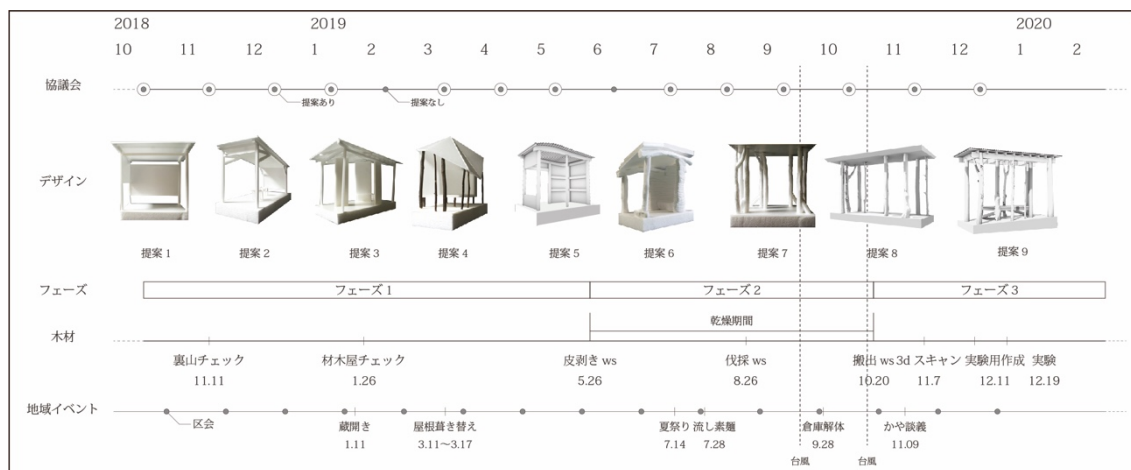 2018 2019 2020
10 11 12 1 2 3 4 5 6 7 8 9 10 11 12 1 2
協議会
提案あり 提案なし
デザイン
提案 1 提案 2 提案 3 提案 4 提案 5 提案 6 提案 7 提案 8 提案 9
フェーズ フェーズ 1 フェーズ 2 フェーズ 3
乾燥期間
木材
裏山チェック 材木屋チェック 皮剥き ws 伐採 ws 搬出 ws 3d スキャン 実験用作成 実験
11.11 1.26 5.26 8.26 10.20 11.7 12.11 12.19
地域イベント
区会 蔵開き 屋根葺き替え 夏祭り 流し素麺 倉庫解体 かや談義
1.11 3.11〜3.17 7.14 7.28 9.28 11.09
台風 台風